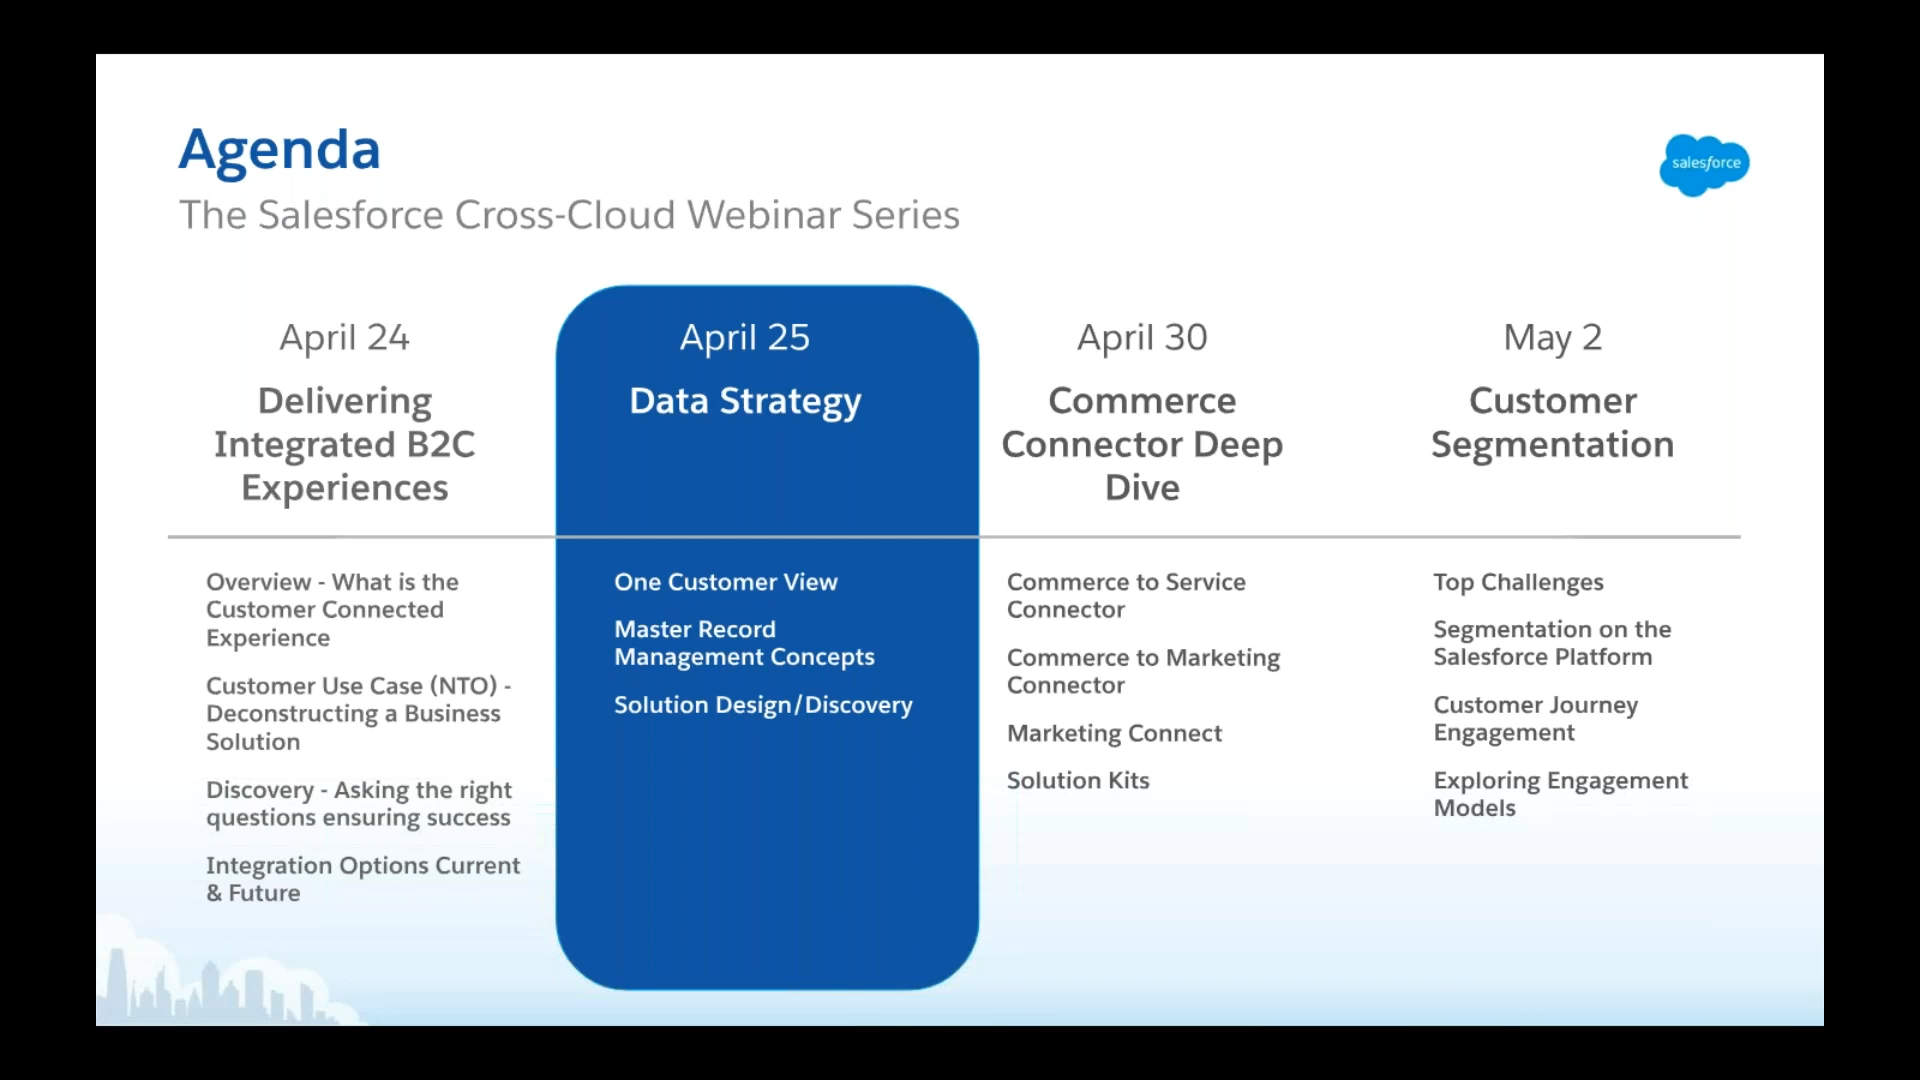 Agenda
salesforce
The Salesforce Cross-Cloud Webinar Series
April 24
Delivering
Integrated B2C
Experiences
Overview - What is the
Customer Connected
Experience
Customer Use Case (NTO) -
Deconstructing a Business
Solution
Discovery - Asking the right
questions ensuring success
Integration Options Current
& Future
April 25
Data Strategy
One Customer View
Master Record
Management Concepts
Solution Design/Discovery
April 30
Commerce
Connector Deep
Dive
Commerce to Service
Connector
Commerce to Marketing
Connector
Marketing Connect
Solution Kits
May 2
Customer
Segmentation
Top Challenges
Segmentation on the
Salesforce Platform
Customer Journey
Engagement
Exploring Engagement
Models